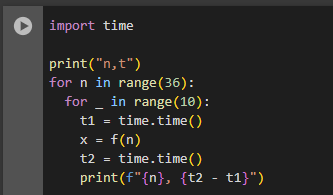 import time

print("n,t")
for n in range(36):
  for _ in range(10):
    t1 = time.time()
    x = f(n)
    t2 = time.time()
    print(f"{n}, {t2 - t1}")